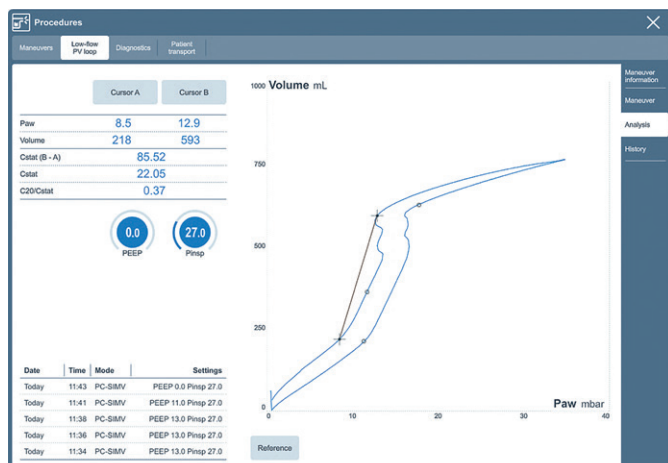 Procedures
Maneuvers
Low-flow
PV loop
Diagnostics
Patient
transport
Cursor A
Cursor B
Paw 8.5 12.9
Volume 218 593
Cstat (B - A) 85.52
Cstat 22.05
C20/Cstat 0.37
0.0
PEEP
27.0
Pinsp
Date Time Mode Settings
Today 11:43 PC-SIMV PEEP 0.0 Pinsp 27.0
Today 11:41 PC-SIMV PEEP 11.0 Pinsp 27.0
Today 11:38 PC-SIMV PEEP 13.0 Pinsp 27.0
Today 11:36 PC-SIMV PEEP 13.0 Pinsp 27.0
Today 11:34 PC-SIMV PEEP 13.0 Pinsp 27.0
1000 Volume mL
750
500
250
0
Paw mbar
0 10 20 30 40
Reference
Maneuver
information
Maneuver
Analysis
History